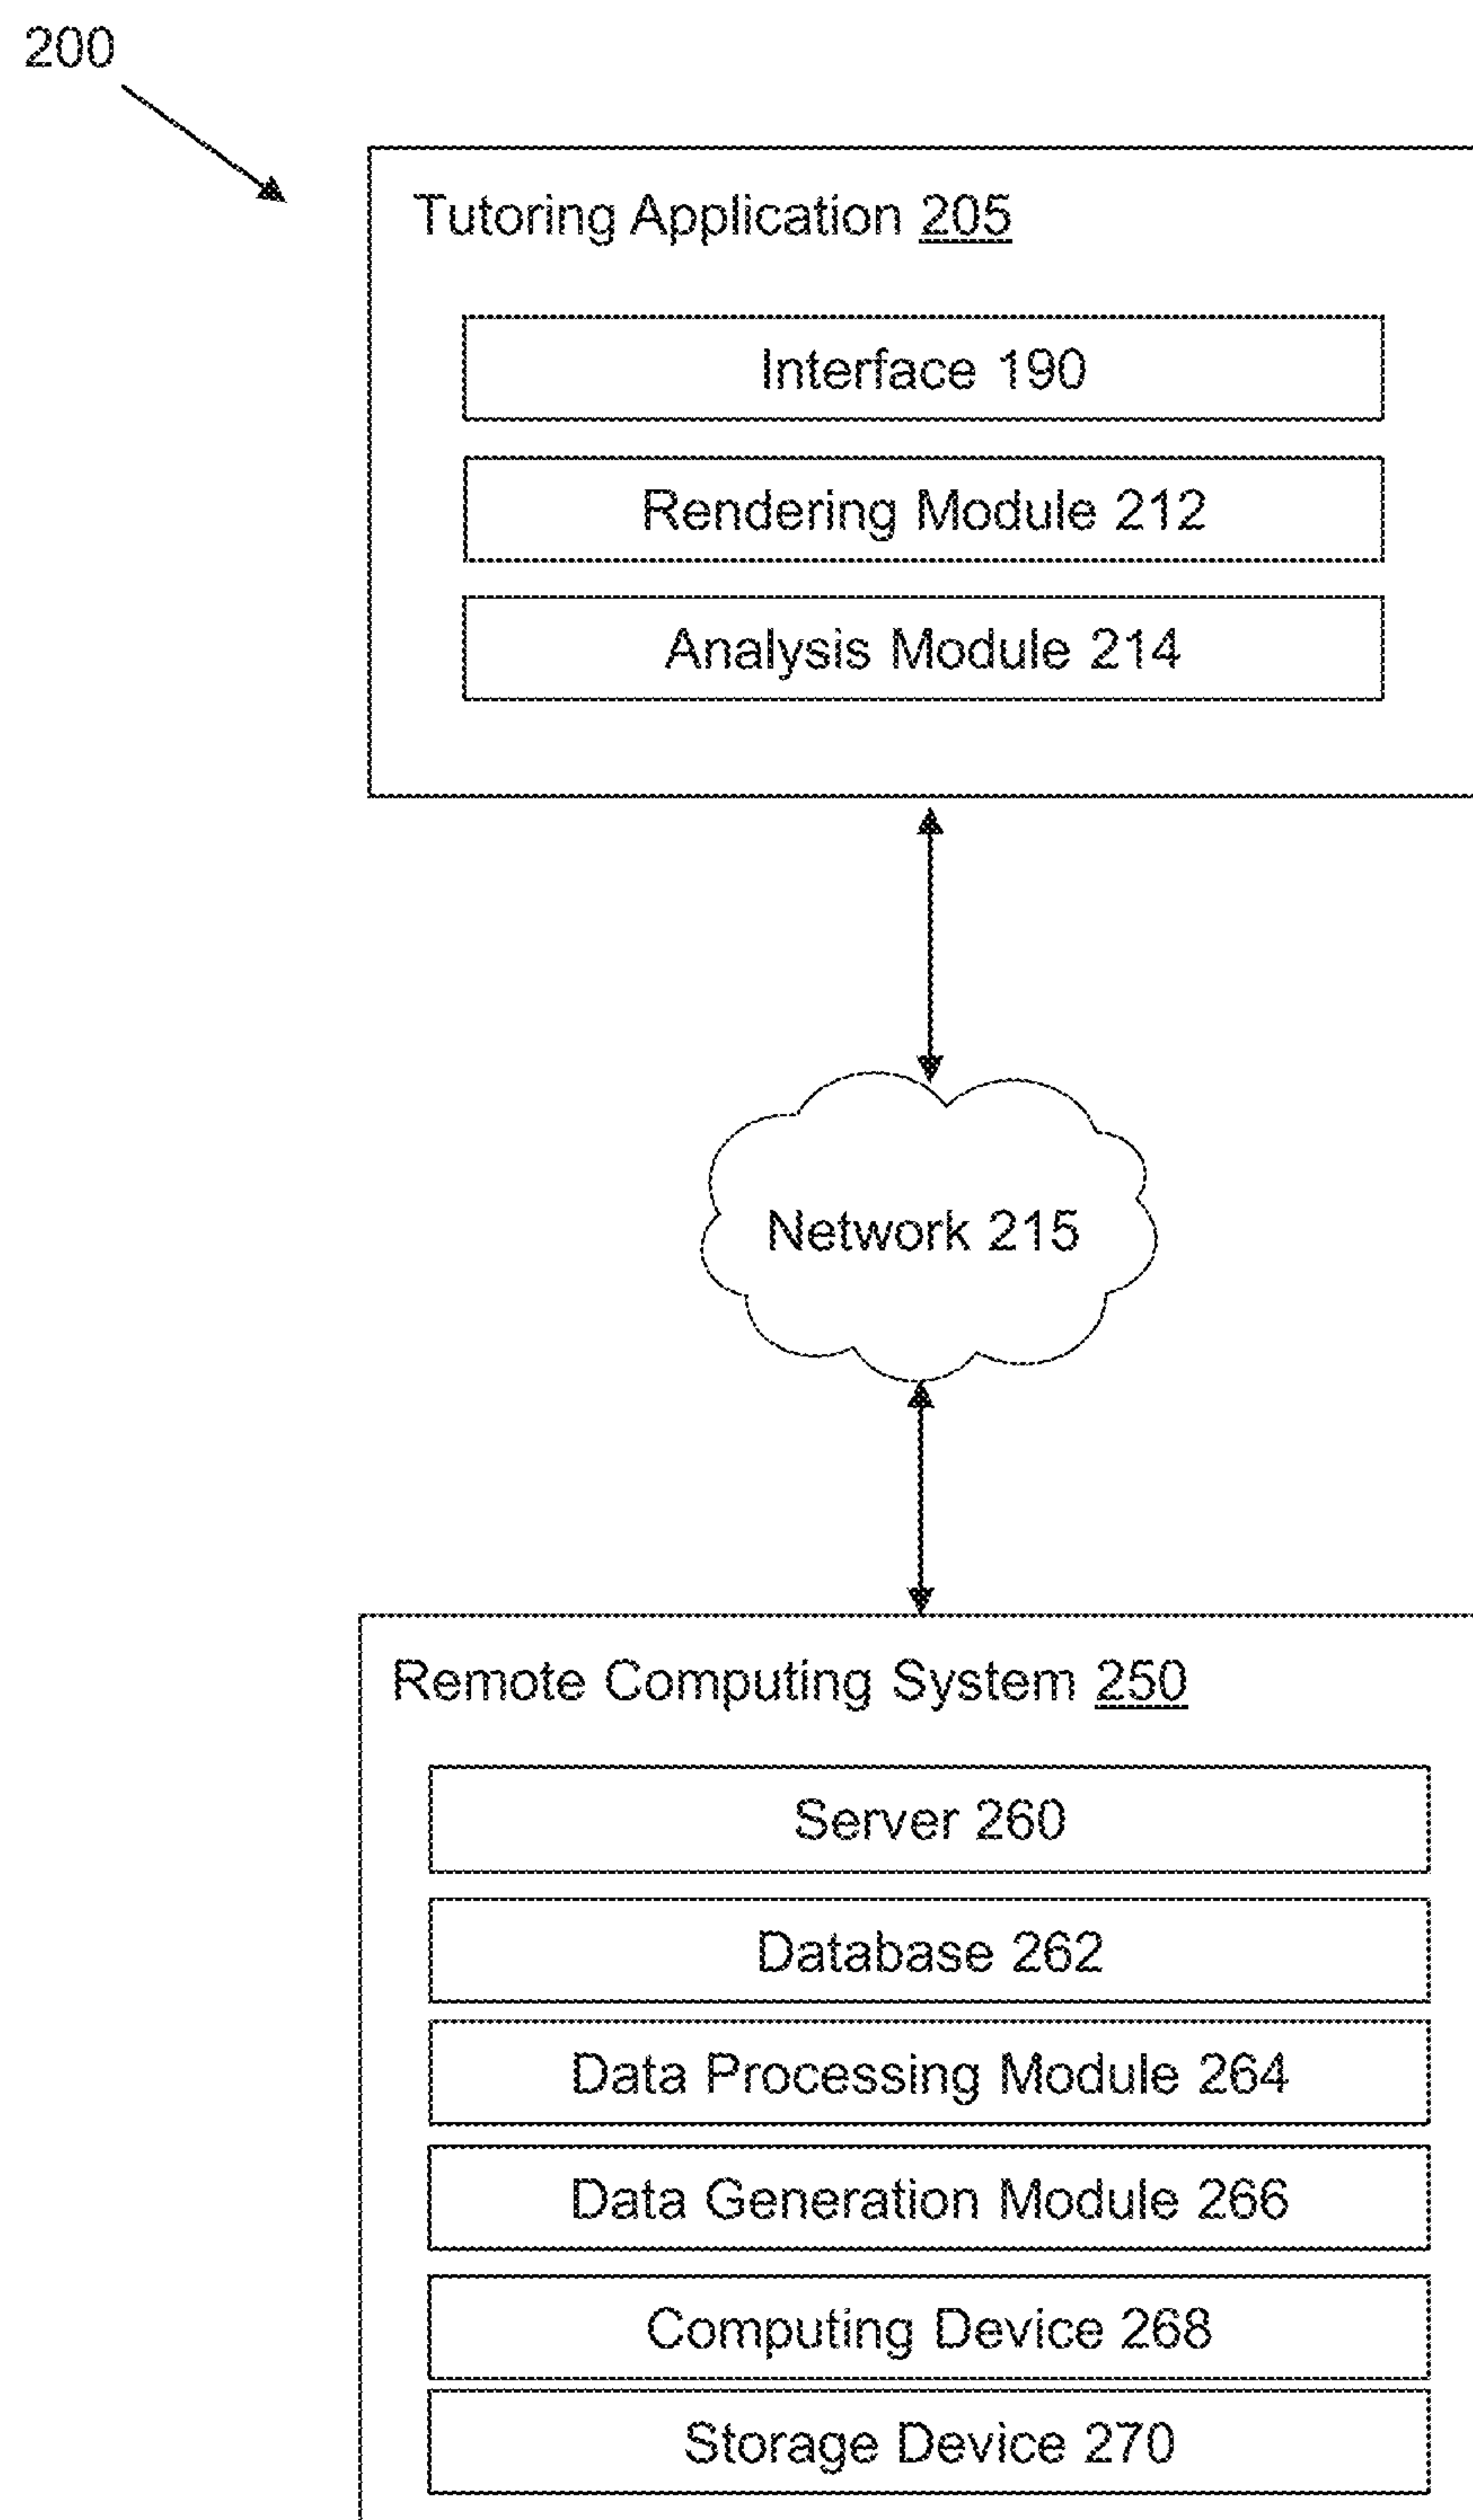 200
Tutoring Application 205
Interface 190
Rendering Module 212
Analysis Module 214
Network 215
Remote Computing System 250
Server 260
Database 262
Data Processing Module 264
Data Generation Module 266
Computing Device 268
Storage Device 270